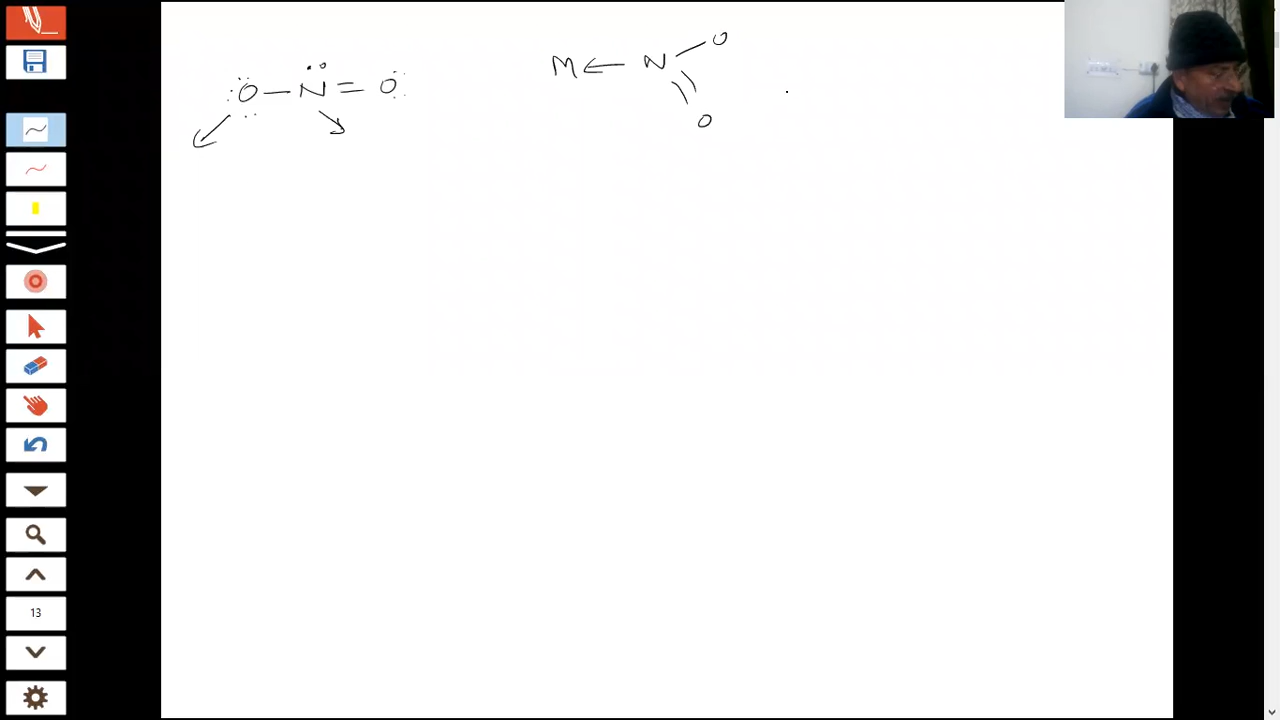 O - N = O
M ← N O
O
13